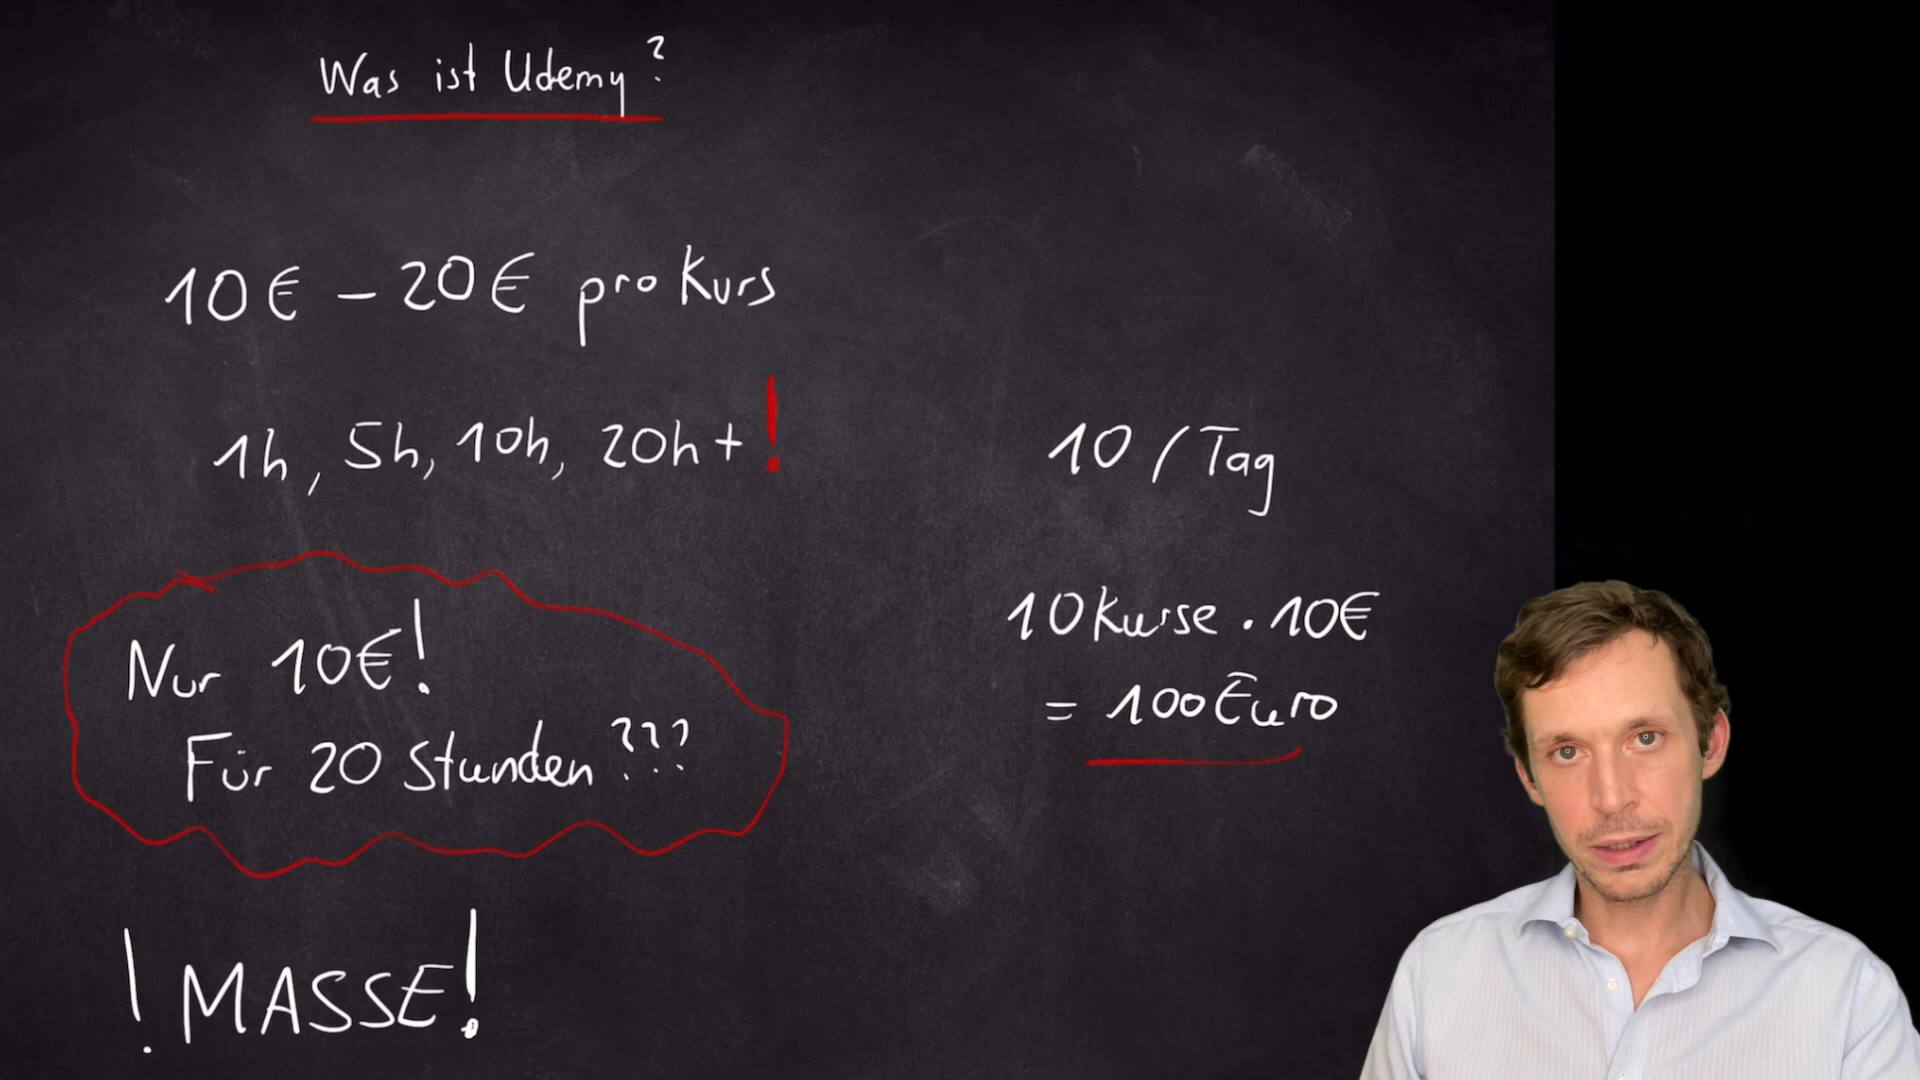 Was ist Udemy?
10€ – 20€ pro Kurs
1h, 5h, 10h, 20h+!
Nur 10€!
Für 20 Stunden???
! MASSE!
10 / Tag
10 Kurse . 10€
= 100 Euro